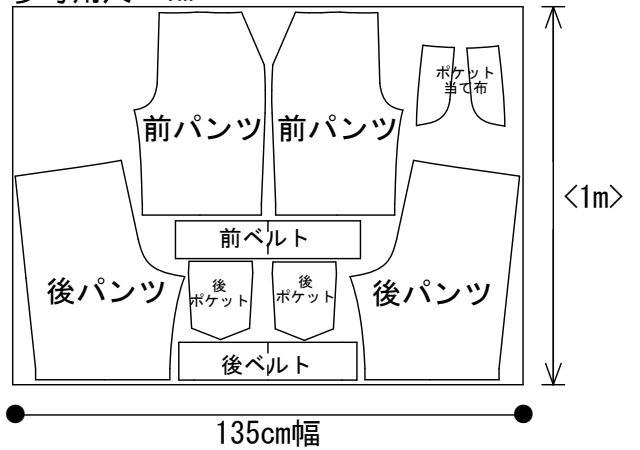 ポケット
当て布
前パンツ
前パンツ
<1m>
前ベルト
後パンツ
後
ポケット
後
ポケット
後パンツ
後ベルト
135cm幅